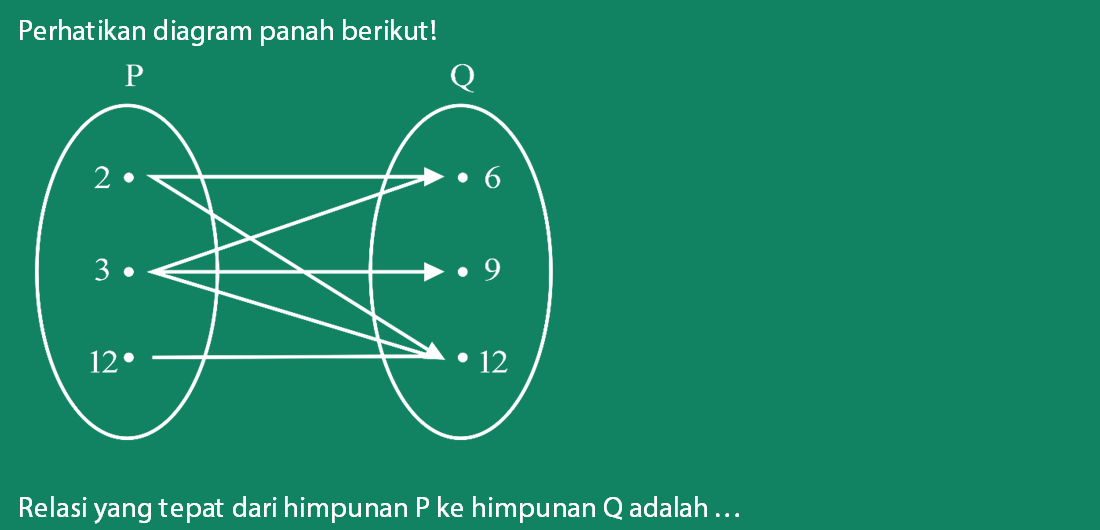 Perhatikan diagram panah berikut!
P Q
2 • • 6
3 • • 9
12 • • 12
Relasi yang tepat dari himpunan P ke himpunan Q adalah ...